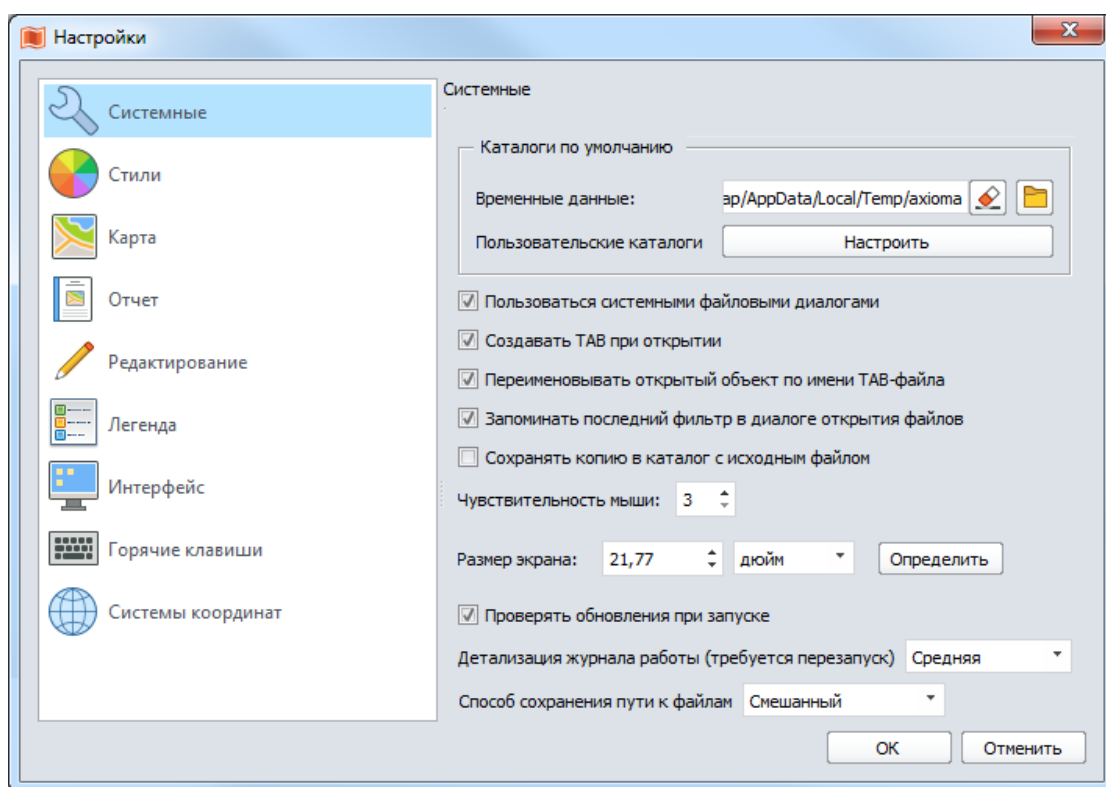 Настройки
Системные
Стили
Карта
Отчет
Редактирование
Легенда
Интерфейс
Горячие клавиши
Системы координат
Системные
Каталоги по умолчанию
Временные данные: ap/AppData/Local/Temp/axioma
Пользовательские каталоги Настроить
Пользоваться системными файловыми диалогами
Создавать TAB при открытии
Переименовывать открытый объект по имени TAB-файла
Запоминать последний фильтр в диалоге открытия файлов
Сохранять копию в каталог с исходным файлом
Чувствительность мыши: 3
Размер экрана: 21,77 дюйм Определить
Проверять обновления при запуске
Детализация журнала работы (требуется перезапуск) Средняя
Способ сохранения пути к файлам Смешанный
ОК Отменить